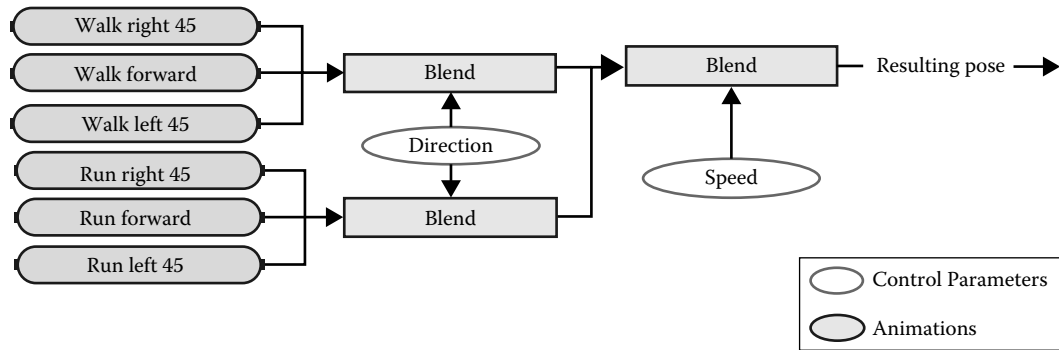 Walk right 45
Walk forward
Walk left 45
Run right 45
Run forward
Run left 45
Blend
Direction
Blend
Blend
Speed
Resulting pose
Control Parameters
Animations